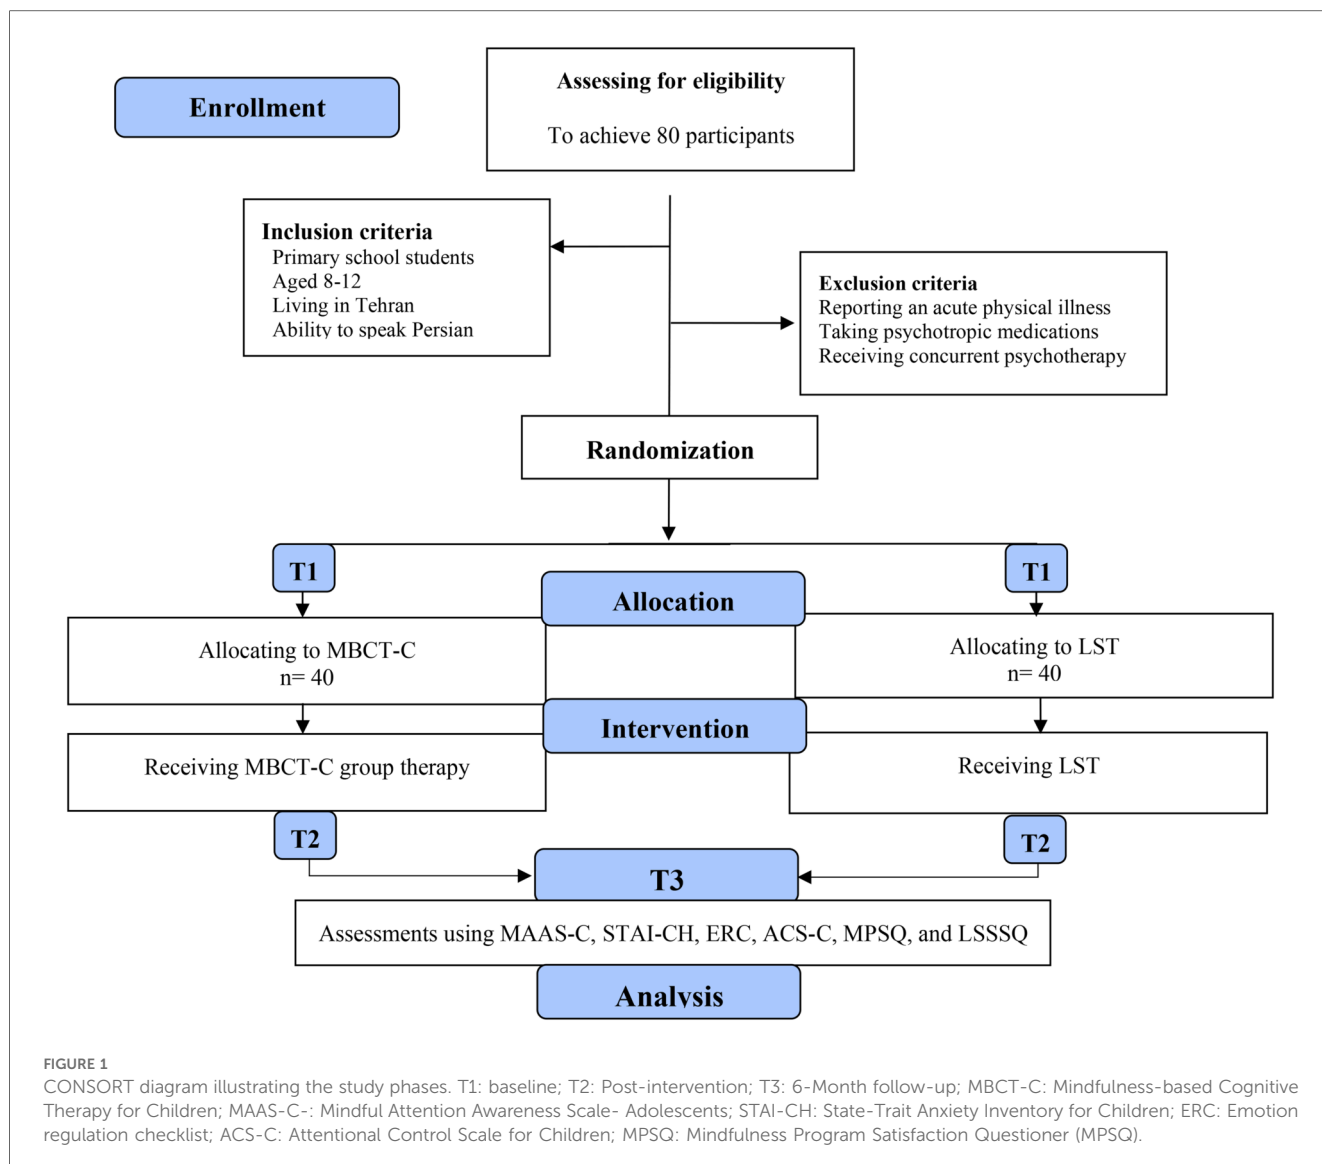 Enrollment
Assessing for eligibility
To achieve 80 participants
Inclusion criteria
Primary school students
Aged 8-12
Living in Tehran
Ability to speak Persian
Exclusion criteria
Reporting an acute physical illness
Taking psychotropic medications
Receiving concurrent psychotherapy
Randomization
T1
T1
Allocation
Allocating to MBCT-C
n= 40
Allocating to LST
n= 40
Intervention
Receiving MBCT-C group therapy
Receiving LST
T2
T2
T3
Assessments using MAAS-C, STAI-CH, ERC, ACS-C, MPSQ, and LSSSQ
Analysis
FIGURE 1
CONSORT diagram illustrating the study phases. T1: baseline; T2: Post-intervention; T3: 6-Month follow-up; MBCT-C: Mindfulness-based Cognitive
Therapy for Children; MAAS-C-: Mindful Attention Awareness Scale- Adolescents; STAI-CH: State-Trait Anxiety Inventory for Children; ERC: Emotion
regulation checklist; ACS-C: Attentional Control Scale for Children; MPSQ: Mindfulness Program Satisfaction Questioner (MPSQ).